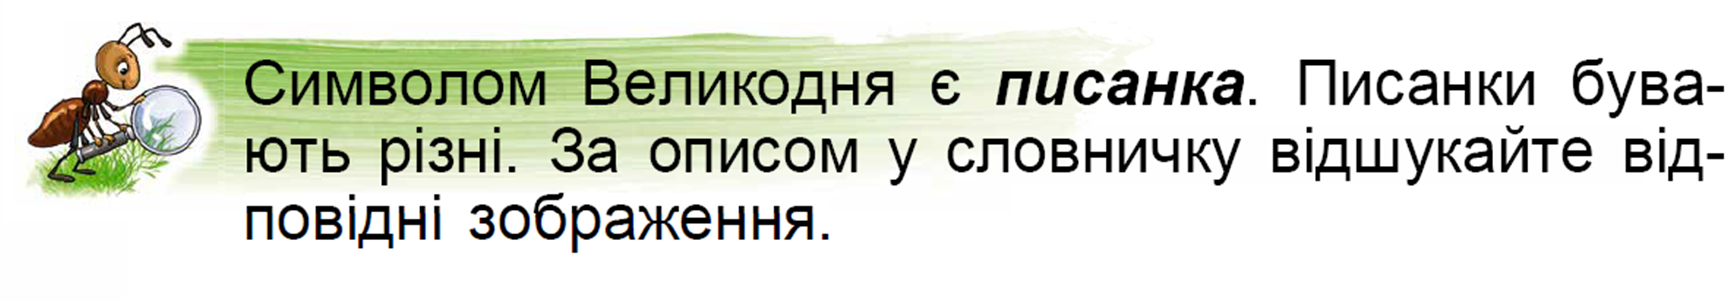 Символом Великодня є писанка. Писанки бува-
ють різні. За описом у словничку відшукайте від-
повідні зображення.